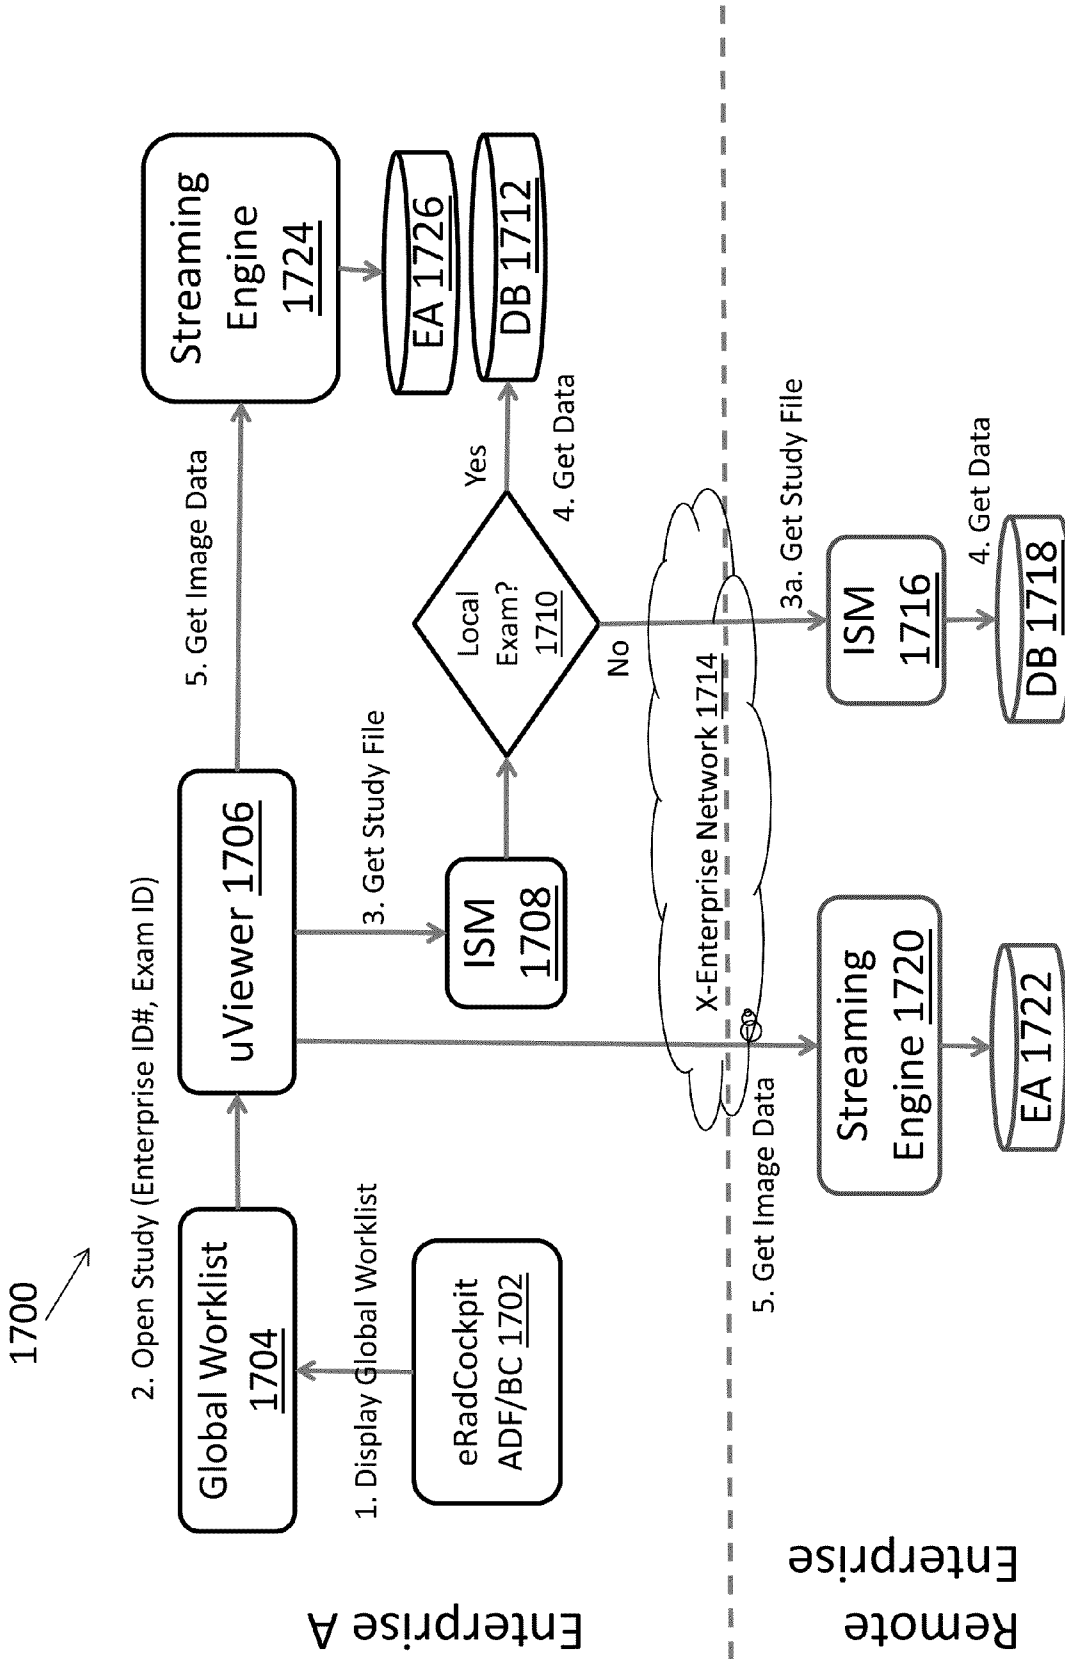 1700
2. Open Study (Enterprise ID#, Exam ID)
Global Worklist
1704
1. Display Global Worklist
eRadCockpit
ADF/BC 1702
uViewer 1706
5. Get Image Data
Streaming
Engine
1724
EA 1726
3. Get Study File
ISM
1708
Local
Exam?
1710
Yes
4. Get Data
DB 1712
No
X-Enterprise Network 1714
Enterprise A
Remote
Enterprise
5. Get Image Data
Streaming
Engine 1720
EA 1722
3a. Get Study File
ISM
1716
4. Get Data
DB 1718